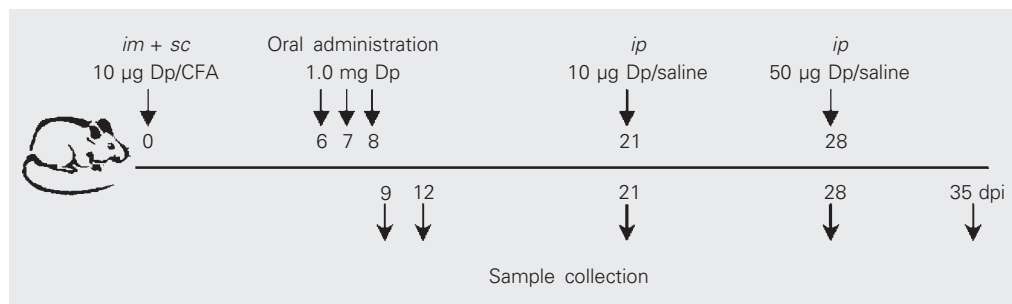 im + sc Oral administration ip ip
10 µg Dp/CFA 1.0 mg Dp 10 µg Dp/saline 50 µg Dp/saline
0 6 7 8 21 28
9 12 21 28 35 dpi
Sample collection